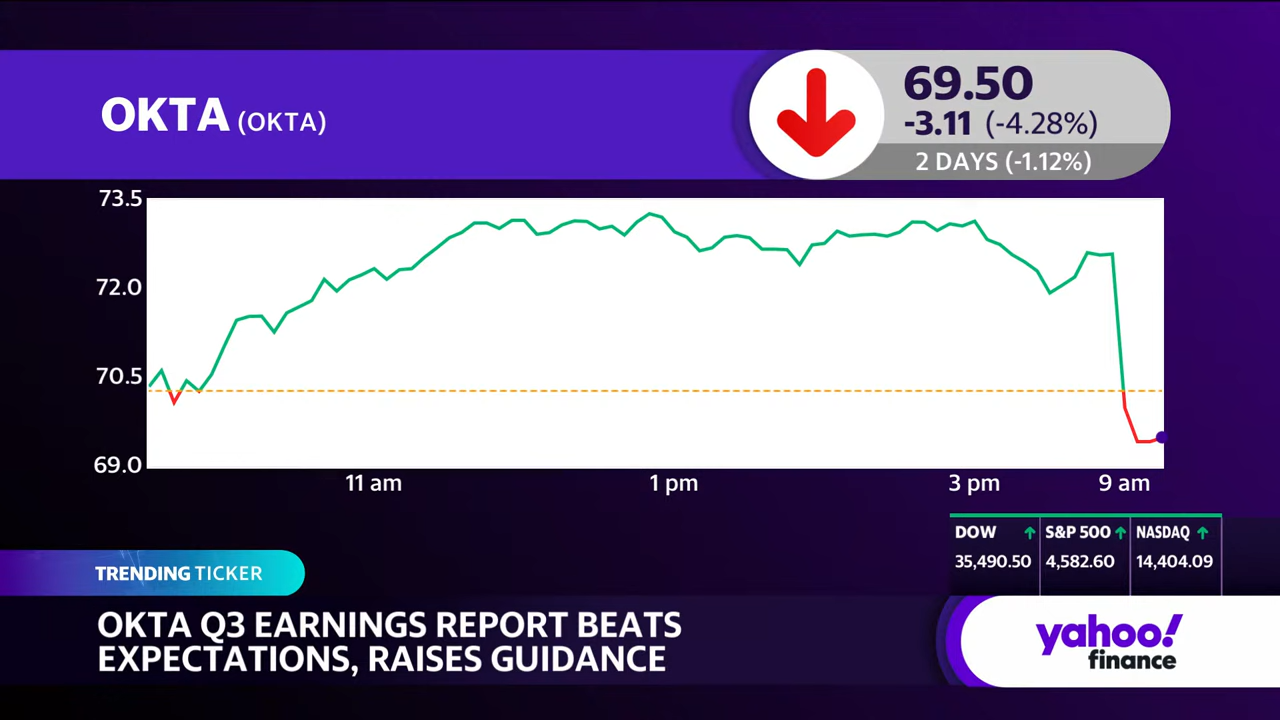 OKTA (OKTA)
69.50
-3.11 (-4.28%)
2 DAYS (-1.12%)
73.5
72.0
70.5
69.0
11 am
1 pm
3 pm
9 am
DOW
35,490.50
S&P 500
4,582.60
NASDAQ
14,404.09
TRENDING TICKER
OKTA Q3 EARNINGS REPORT BEATS
EXPECTATIONS, RAISES GUIDANCE
yahoo!
finance